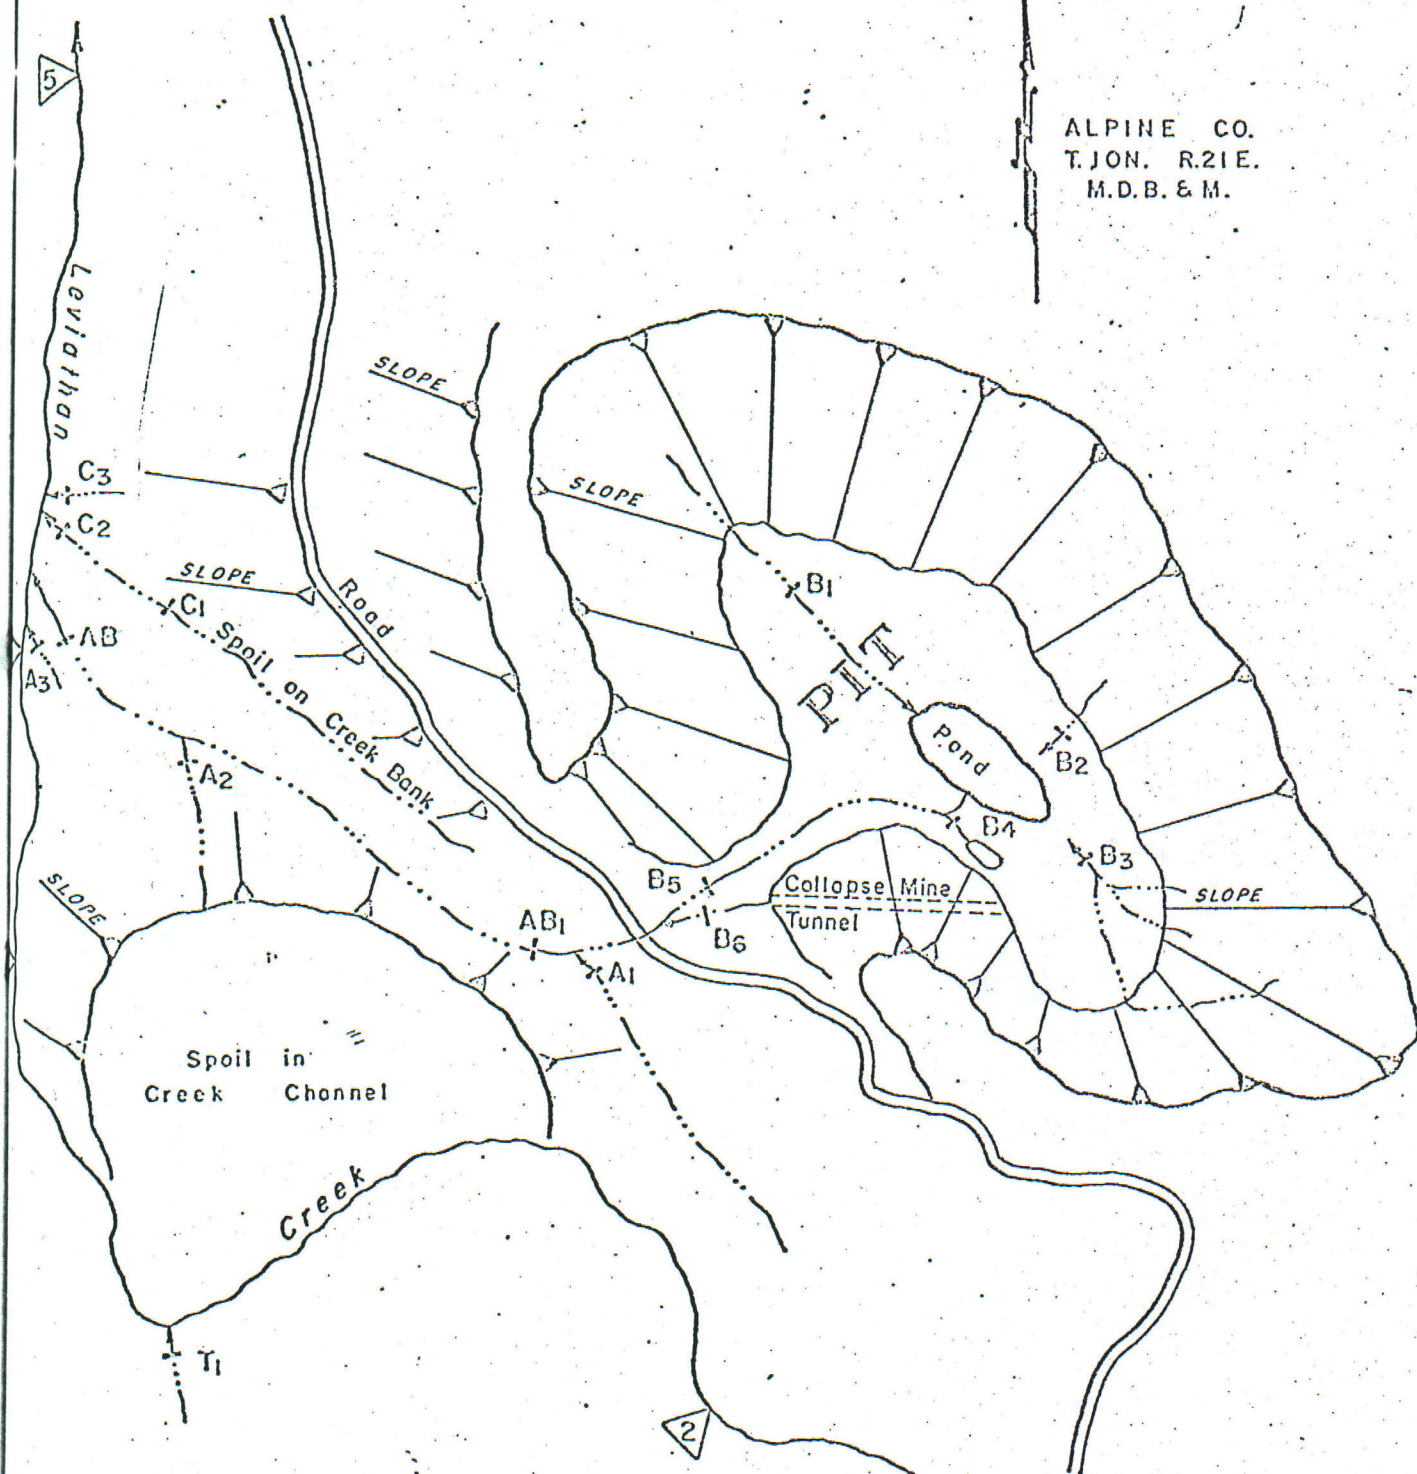 5
ALPINE CO.
T.JON. R.21E.
M.D.B. & M.
Leviathan
SLOPE
C3
C2
SLOPE
SLOPE
C1
Road
B1
AB
Spoil on Creek Bank
A3
PIT
Pond
B2
A2
B4
B3
SLOPE
B5
Collapse Mine
Tunnel
SLOPE
AB1
B6
A1
Spoil in
Creek Channel
Creek
T1
2